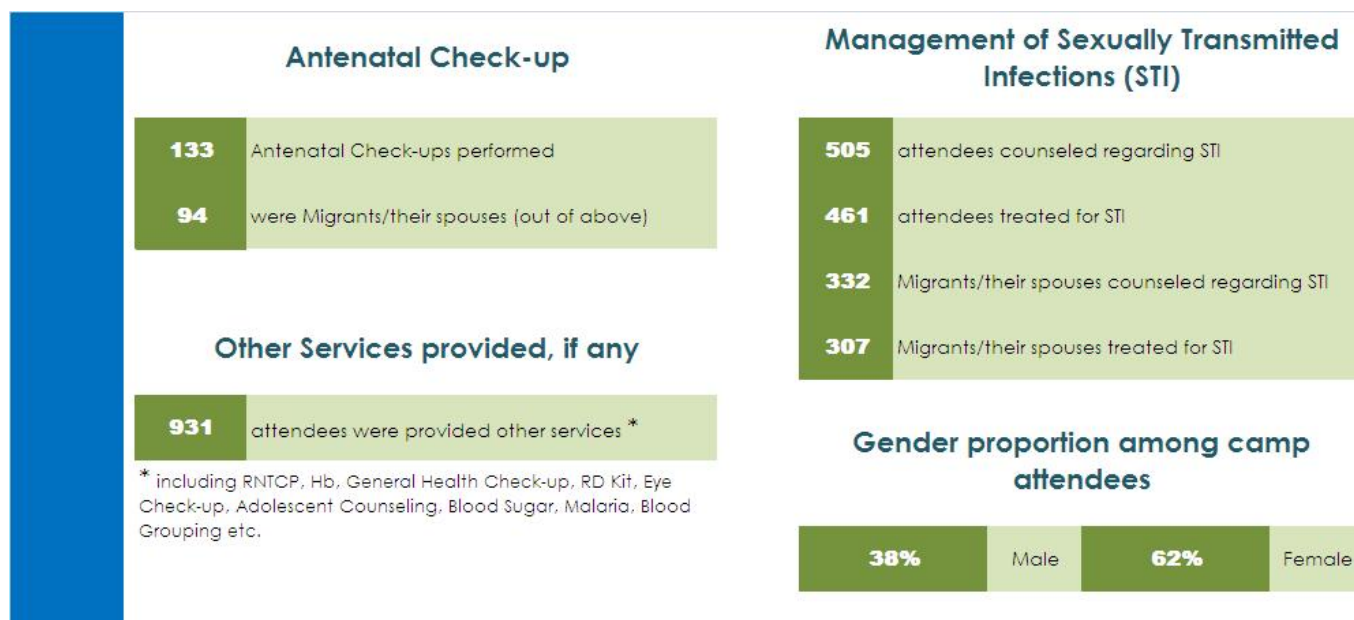 Antenatal Check-up
133 Antenatal Check-ups performed
94 were Migrants/their spouses (out of above)
Other Services provided, if any
931 attendees were provided other services *
* including RNTCP, Hb, General Health Check-up, RD Kit, Eye
Check-up, Adolescent Counseling, Blood Sugar, Malaria, Blood
Grouping etc.
Management of Sexually Transmitted
Infections (STI)
505 attendees counseled regarding STI
461 attendees treated for STI
332 Migrants/their spouses counseled regarding STI
307 Migrants/their spouses treated for STI
Gender proportion among camp
attendees
38% Male 62% Female